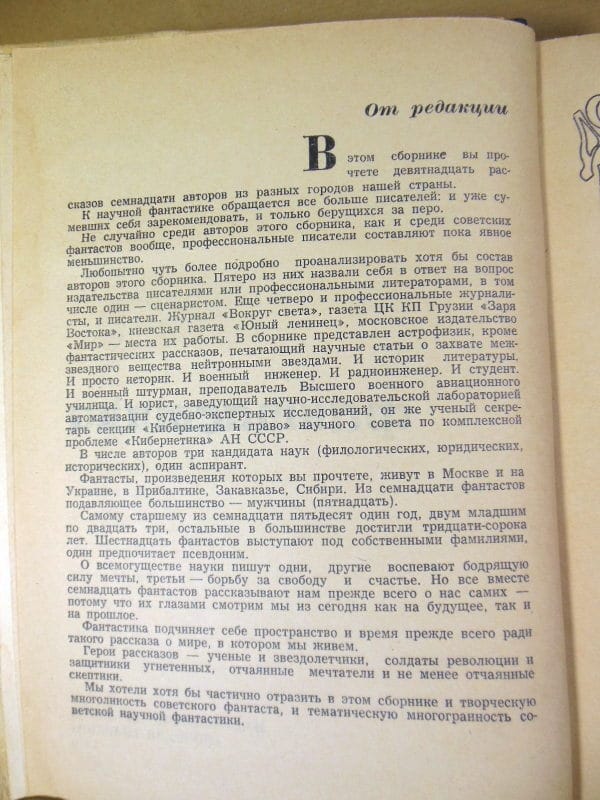 От редакции
В этом сборнике вы про-
чтете девятнадцать рас-
сказов семнадцати авторов из разных городов нашей страны.
К научной фантастике обращается все больше писателей: и уже су-
мевших себя зарекомендовать, и только берущихся за перо.
Не случайно среди авторов этого сборника, как и среди советских
фантастов вообще, профессиональные писатели составляют пока явное
меньшинство.
Любопытно чуть более подробно проанализировать хотя бы состав
авторов этого сборника. Пятеро из них назвали себя в ответ на вопрос
издательства писателями или профессиональными литераторами, в том
числе один — сценаристом. Еще четверо и профессиональные журнали-
сты, и писатели. Журнал «Вокруг света», газета ЦК КП Грузии «Заря
Востока», киевская газета «Юный ленинец», московское издательство
«Мир» — места их работы. В сборнике представлен астрофизик, кроме
фантастических рассказов, печатающий научные статьи о захвате меж-
звездного вещества нейтронными звездами. И историк литературы.
И просто историк. И военный инженер. И радиоинженер. И студент.
И военный штурман, преподаватель Высшего военного авиационного
училища. И юрист, заведующий научно-исследовательской лабораторией
автоматизации судебно-экспертных исследований, он же ученый секре-
тарь секции «Кибернетика и право» научного совета по комплексной
проблеме «Кибернетика» АН СССР.
В числе авторов три кандидата наук (филологических, юридических,
исторических), один аспирант.
Фантасты, произведения которых вы прочтете, живут в Москве и на
Украине, в Прибалтике, Закавказье, Сибири. Из семнадцати фантастов
подавляющее большинство — мужчины (пятнадцать).
Самому старшему из семнадцати пятьдесят один год, двум младшим
по двадцать три, остальные в большинстве достигли тридцати-сорока
лет. Шестнадцать фантастов выступают под собственными фамилиями,
один предпочитает псевдоним.
О всемогуществе науки пишут одни, другие воспевают бодрящую
силу мечты, третьи — борьбу за свободу и счастье. Но все вместе
семнадцать фантастов рассказывают нам прежде всего о нас самих —
потому что их глазами смотрим мы из сегодня как на будущее, так и
на прошлое.
Фантастика подчиняет себе пространство и время прежде всего ради
такого рассказа о мире, в котором мы живем.
Герои рассказов — ученые и звездолетчики, солдаты революции и
защитники угнетенных, отчаянные мечтатели и не менее отчаянные
скептики.
Мы хотели хотя бы частично отразить в этом сборнике и творческую
многоликость советского фантаста, и тематическую многогранность со-
ветской научной фантастики.